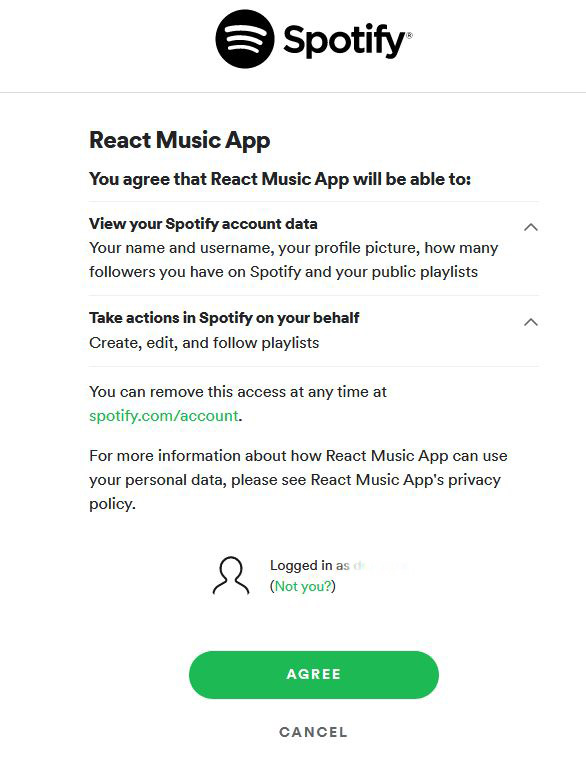 Spotify®
React Music App
You agree that React Music App will be able to:
View your Spotify account data
Your name and username, your profile picture, how many
followers you have on Spotify and your public playlists
Take actions in Spotify on your behalf
Create, edit, and follow playlists
You can remove this access at any time at
spotify.com/account.
For more information about how React Music App can use
your personal data, please see React Music App's privacy
policy.
Logged in as
(Not you?)
AGREE
CANCEL